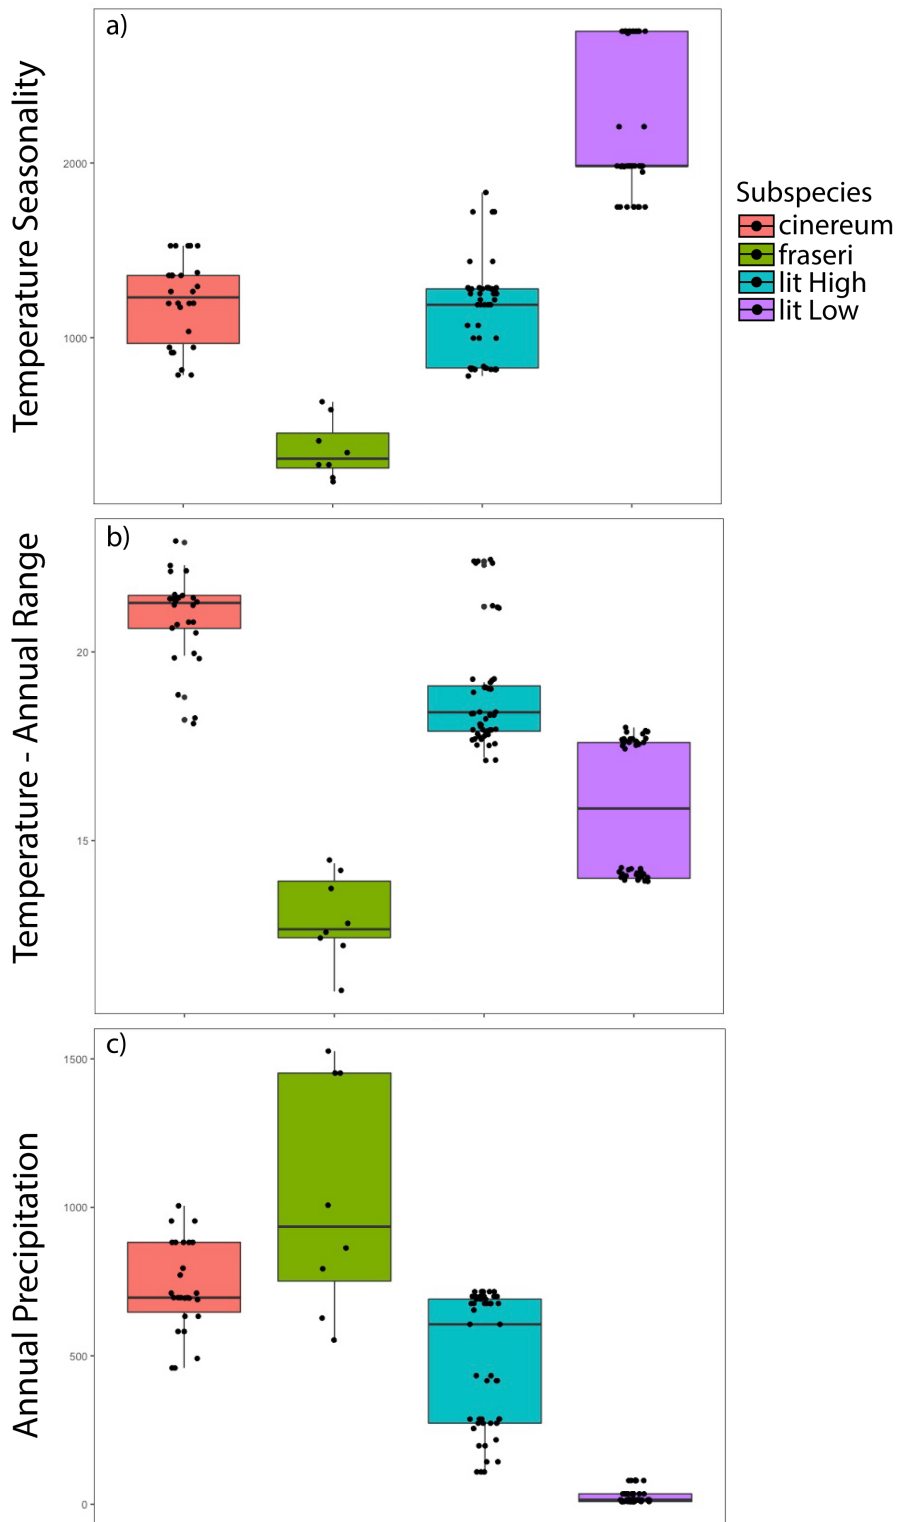 a)
Temperature Seasonality
2000
1000
Subspecies
cinereum
fraseri
lit High
lit Low
b)
Temperature - Annual Range
20
15
c)
Annual Precipitation
1500
1000
500
0